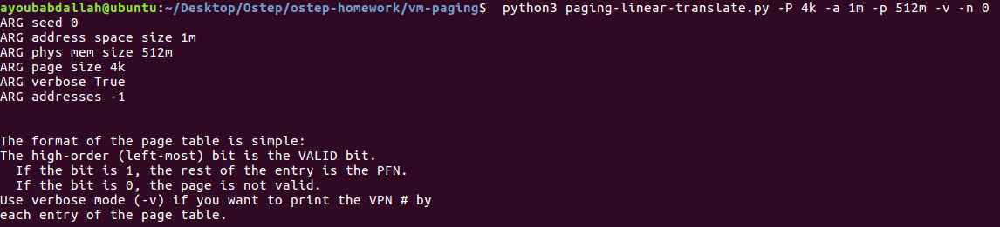 ayoubabdallah@ubuntu:~/Desktop/Ostep/ostep-homework/vm-paging$  python3 paging-linear-translate.py -P 4k -a 1m -p 512m -v -n 0
ARG seed 0
ARG address space size 1m
ARG phys mem size 512m
ARG page size 4k
ARG verbose True
ARG addresses -1
The format of the page table is simple:
The high-order (left-most) bit is the VALID bit.
  If the bit is 1, the rest of the entry is the PFN.
  If the bit is 0, the page is not valid.
Use verbose mode (-v) if you want to print the VPN # by
each entry of the page table.